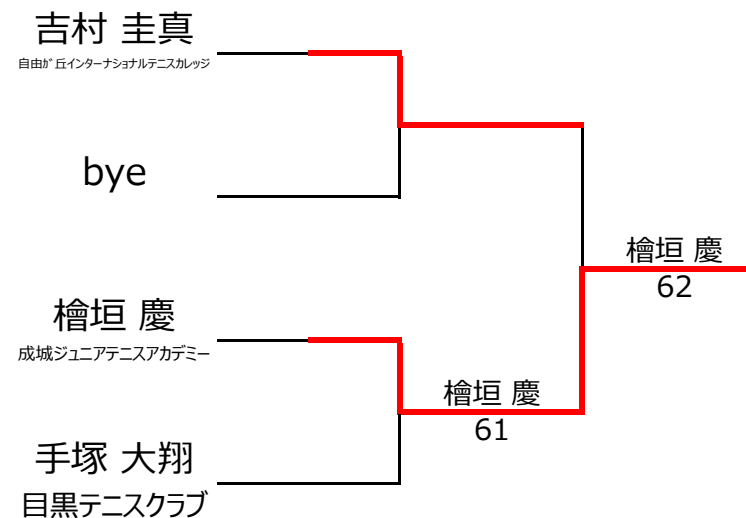 吉村 圭真
自由が丘インターナショナルテニスカレッジ
bye
檜垣 慶
62
檜垣 慶
成城ジュニアテニスアカデミー
檜垣 慶
61
手塚 大翔
目黒テニスクラブ